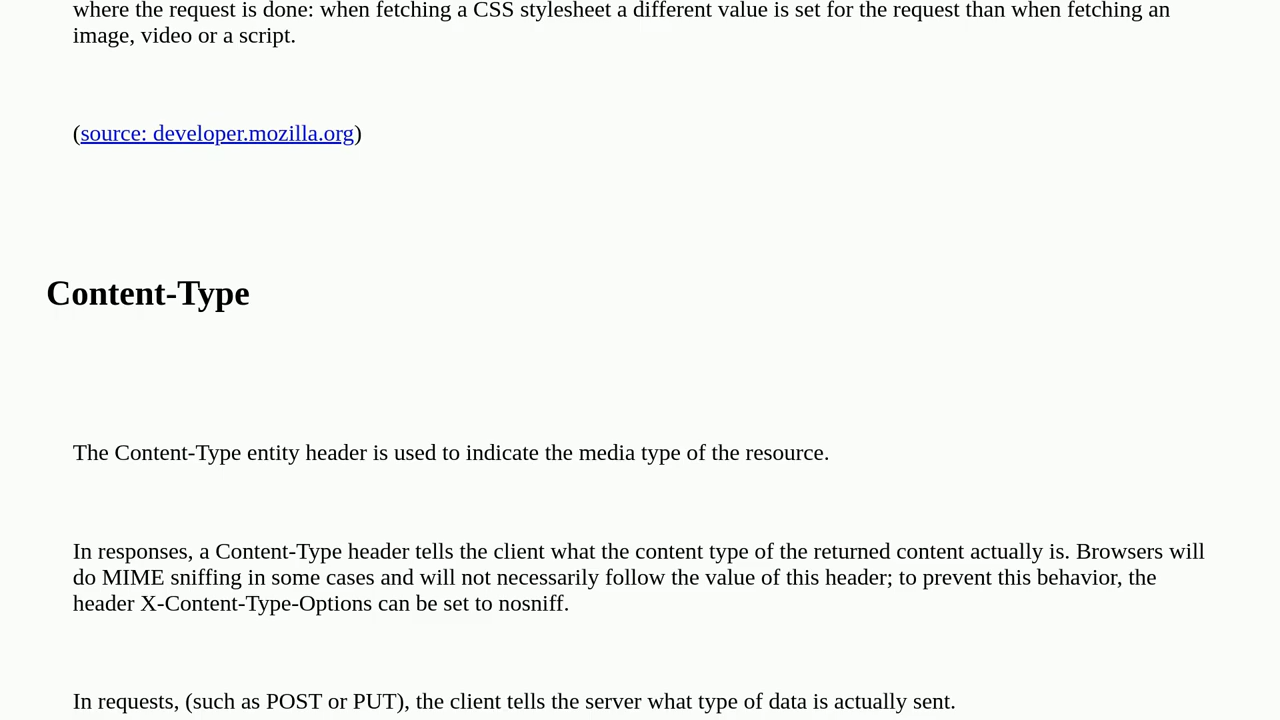 where the request is done: when fetching a CSS stylesheet a different value is set for the request than when fetching an
image, video or a script.
(source: developer.mozilla.org)
Content-Type
The Content-Type entity header is used to indicate the media type of the resource.
In responses, a Content-Type header tells the client what the content type of the returned content actually is. Browsers will
do MIME sniffing in some cases and will not necessarily follow the value of this header; to prevent this behavior, the
header X-Content-Type-Options can be set to nosniff.
In requests, (such as POST or PUT), the client tells the server what type of data is actually sent.